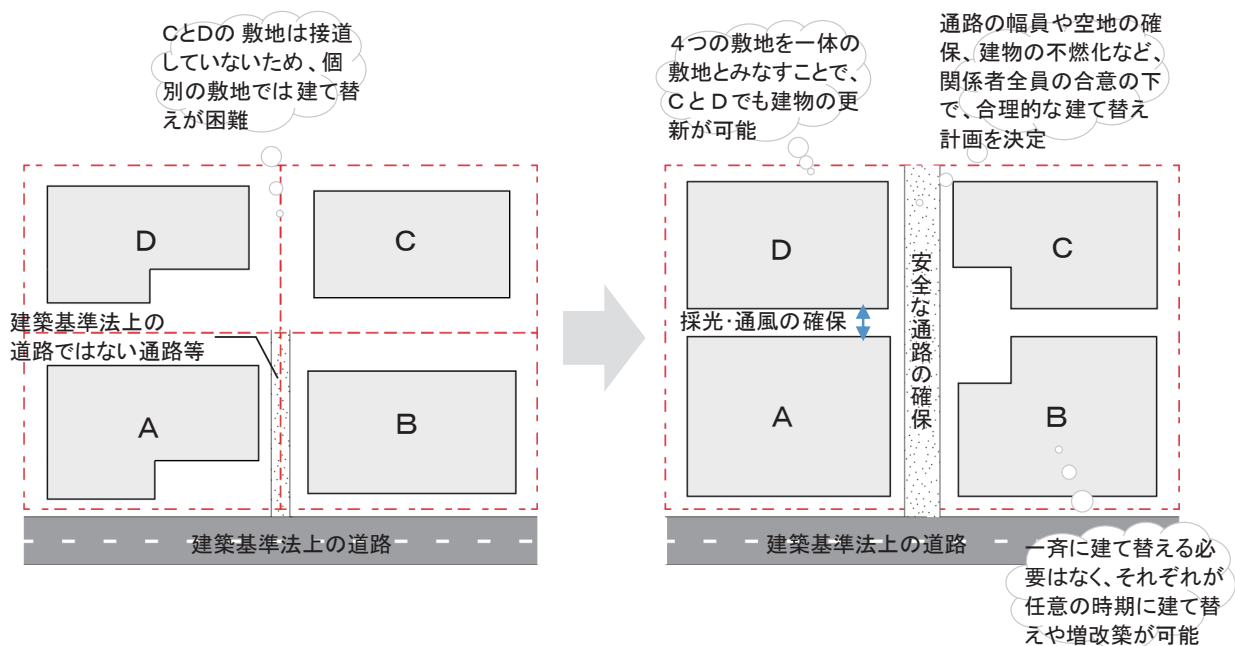 CとDの 敷地は接道
していないため、個
別の敷地では 建て替
えが困難
D
C
建築基準法上の
道路ではない通路等
A
B
建築基準法上の道路
4つの敷地を一体の
敷地とみなすことで、
CとDでも建物の更
新が可能
通路の幅員や空地の確
保、建物の不燃化など、
関係者全員の合意の下
で、合理的な建て替え
計画を決定
D
C
採光・通風の確保
安全な通路の確保
A
B
建築基準法上の道路
一斉に建て替える必
要はなく、それぞれが
任意の時期に建て替
えや増改築が可能